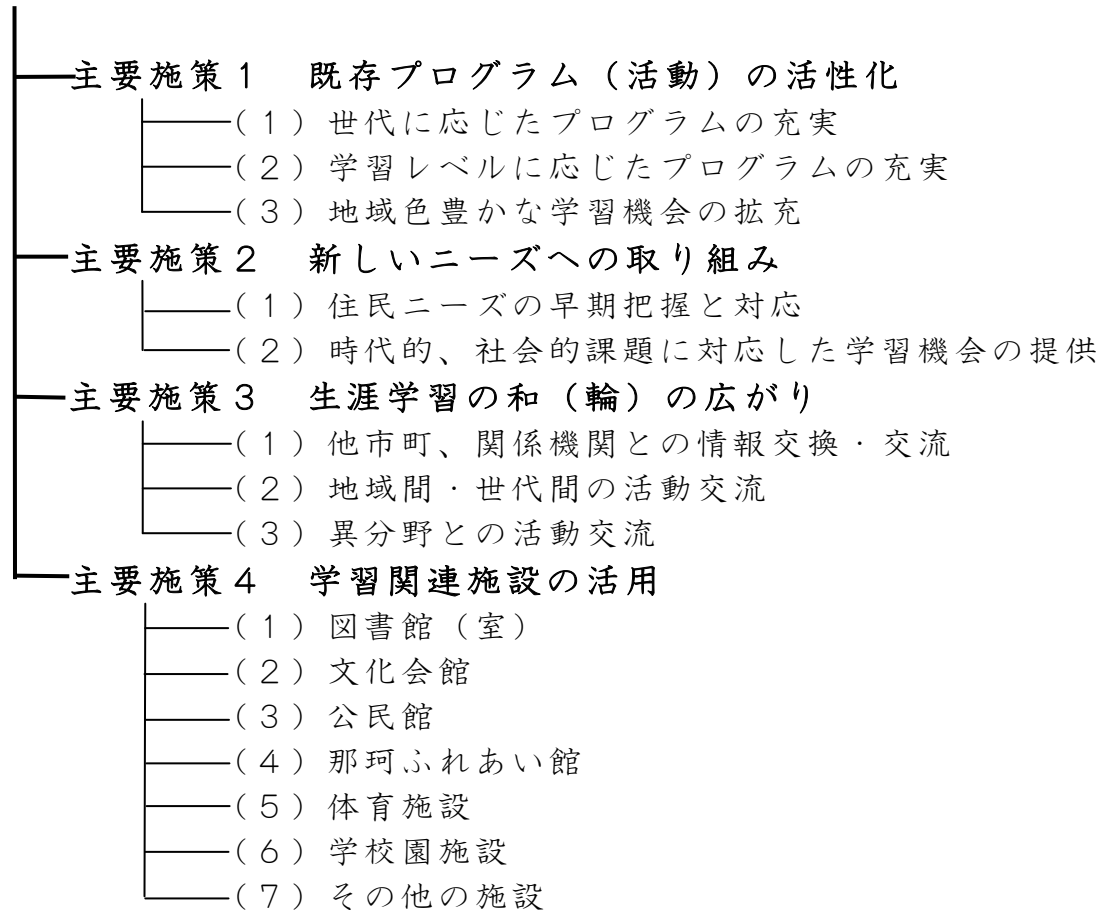 主要施策１　既存プログラム（活動）の活性化
（１）世代に応じたプログラムの充実
（２）学習レベルに応じたプログラムの充実
（３）地域色豊かな学習機会の拡充
主要施策２　新しいニーズへの取り組み
（１）住民ニーズの早期把握と対応
（２）時代的、社会的課題に対応した学習機会の提供
主要施策３　生涯学習の和（輪）の広がり
（１）他市町、関係機関との情報交換・交流
（２）地域間・世代間の活動交流
（３）異分野との活動交流
主要施策４　学習関連施設の活用
（１）図書館（室）
（２）文化会館
（３）公民館
（４）那珂ふれあい館
（５）体育施設
（６）学校園施設
（７）その他の施設